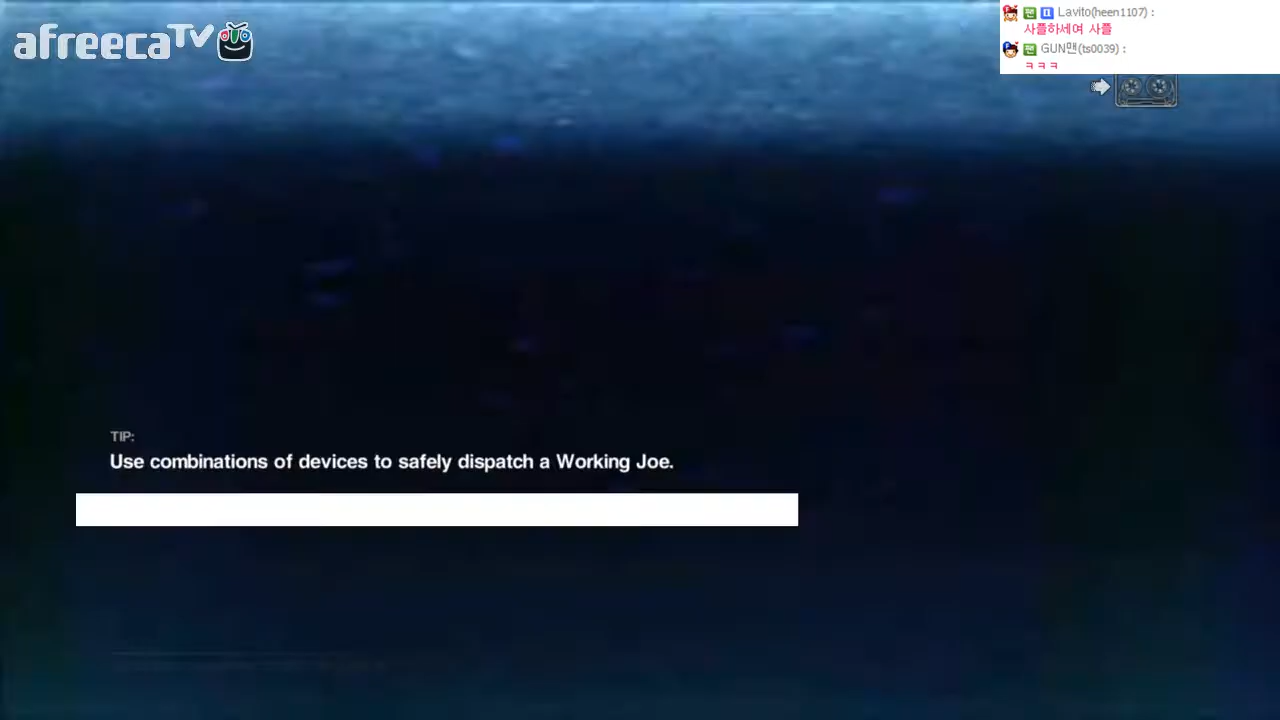 afreecaTV
Lavito(heen1107) :
사플하세여 사플
GUN맨(ts0039) :
ㅋㅋㅋ
TIP:
Use combinations of devices to safely dispatch a Working Joe.